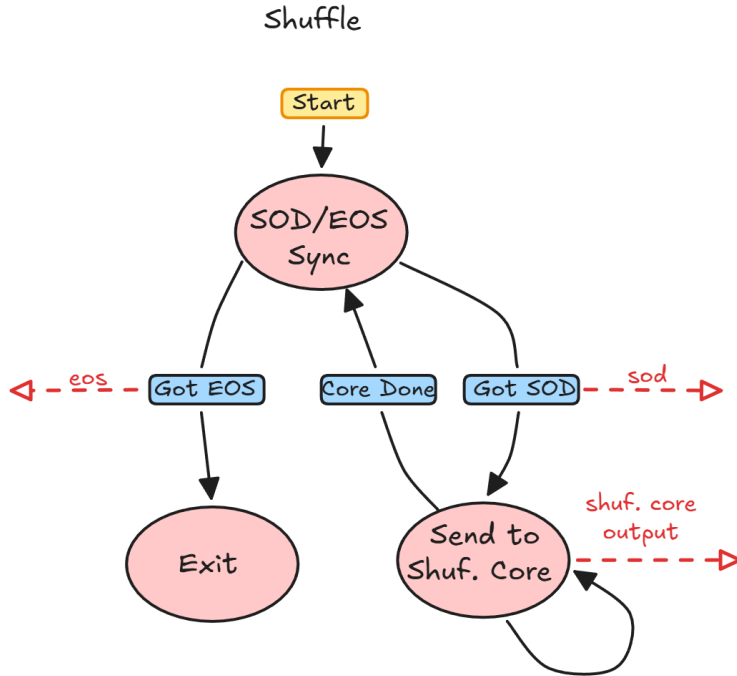 Shuffle
Start
SOD/EOS
Sync
eos
Got EOS
Core Done
Got SOD
sod
Exit
Send to
Shuf. Core
shuf. core
output